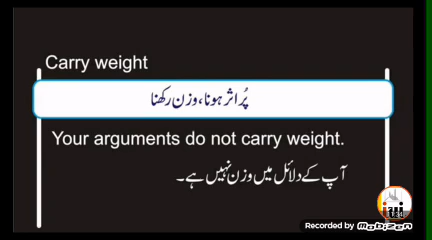 Carry weight
پُر اثر ہونا، وزن رکھنا
Your arguments do not carry weight.
آپ کے دلائل میں وزن نہیں ہے۔
Recorded by Mobizen